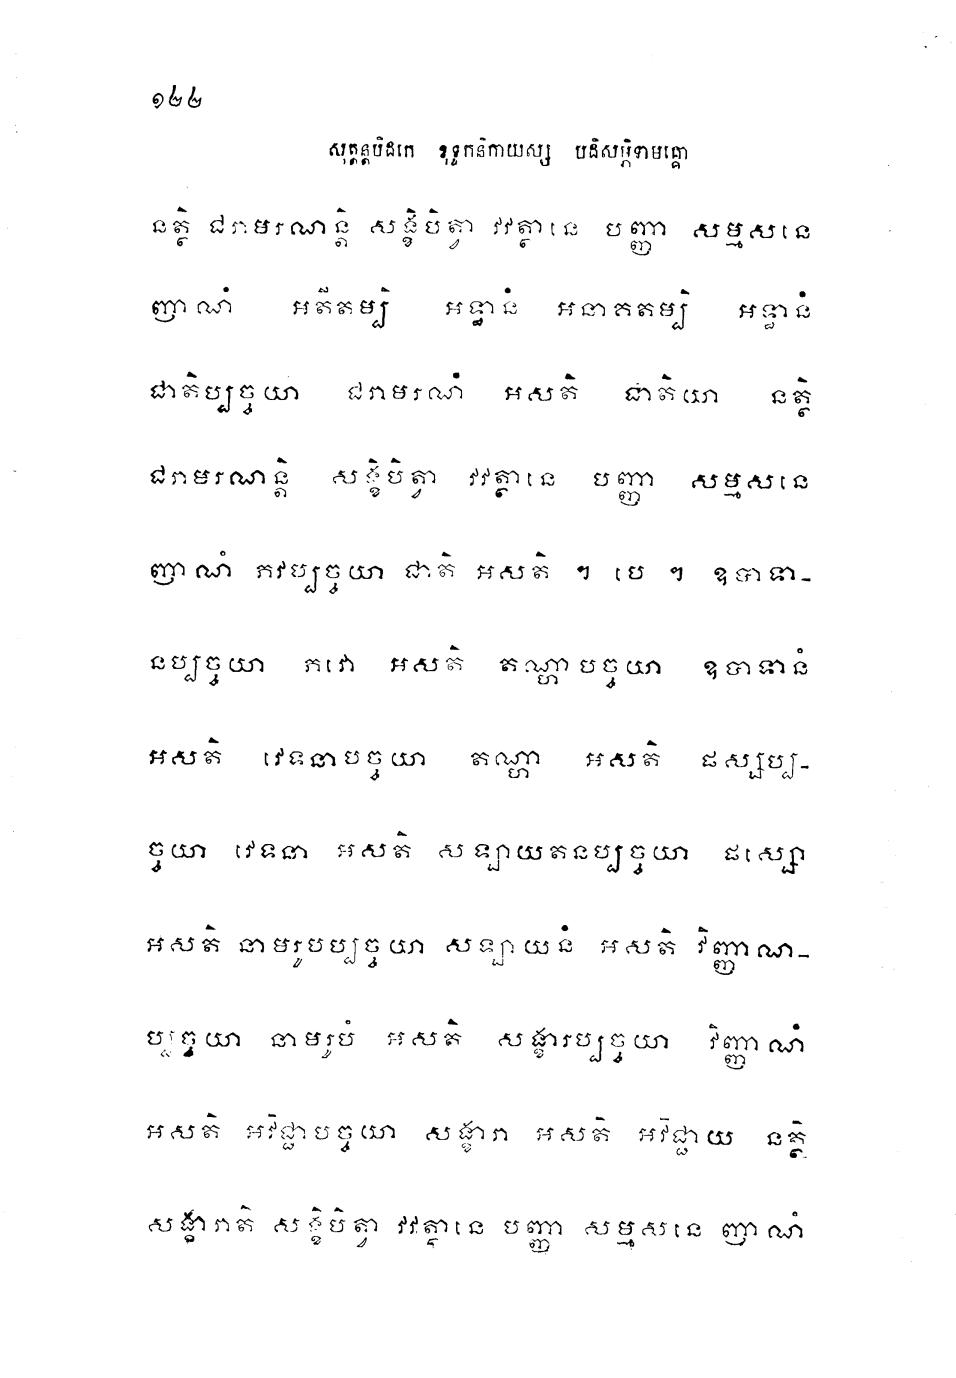 ១២២
សុត្តន្តបិដកេ ខុទ្ទកនិកាយស្ស បដិសម្ភិទាមគ្គោ
នត្ថិ ជរាមរណន្តិ សង្ខិបិត្វា វវត្ថានេ បញ្ញា សម្មសនេ
ញាណំ អតីតម្បិ អទ្ធានំ អនាគតម្បិ អទ្ធានំ
ជាតិប្បច្ចយា ជរាមរណំ អសតិ ជាតិយា នត្ថិ
ជរាមរណន្តិ សង្ខិបិត្វា វវត្ថានេ បញ្ញា សម្មសនេ
ញាណំ ភវប្បច្ចយា ជាតិ អសតិ ។ បេ ។ ឧបាទា-
នប្បច្ចយា ភវោ អសតិ តណ្ហាបច្ចយា ឧបាទានំ
អសតិ វេទនាបច្ចយា តណ្ហា អសតិ ផស្សប្ប-
ច្ចយា វេទនា អសតិ សឡាយតនប្បច្ចយា ផស្សោ
អសតិ នាមរូបប្បច្ចយា សឡាយនំ អសតិ វិញ្ញាណ-
ប្បច្ចយា នាមរូបំ អសតិ សង្ខារប្បច្ចយា វិញ្ញាណំ
អសតិ អវិជ្ជាបច្ចយា សង្ខារា អសតិ អវិជ្ជាយ នត្ថិ
សង្ខារាតិ សង្ខិបិត្វា វវត្ថានេ បញ្ញា សម្មសនេ ញាណំ